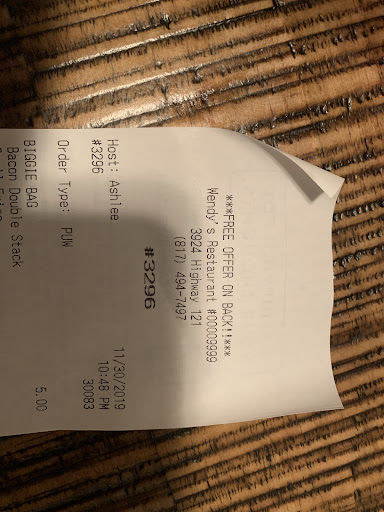 ***FREE OFFER ON BACK!!***
Wendy's Restaurant #00009999
3924 Highway 121
(817) 494-7497
#3296
11/30/2019
Host: Ashlee 10:48 PM
#3296 30083
Order Type: PUW
BIGGIE BAG 5.00
Bacon Double Stack